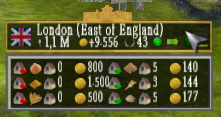 London (East of England)
1,1 M +9·556 43
0 800 5 140
0 1·500 3 144
0 500 5 177